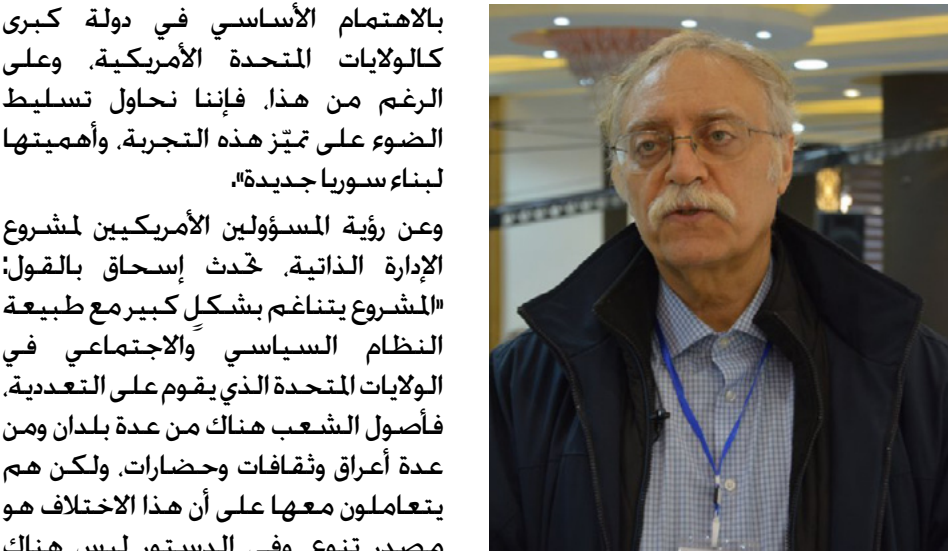 بالاهتمام الأساسي في دولة كبرى
كالولايات المتحدة الأمريكية، وعلى
الرغم من هذا، فإننا نحاول تسليط
الضوء على تميّز هذه التجربة، وأهميتها
لبناء سوريا جديدة».
وعن رؤية المسؤولين الأمريكيين لمشروع
الإدارة الذاتية، تحدث إسحاق بالقول:
«المشروع يتناغم بشكلٍ كبير مع طبيعة
النظام السياسي والاجتماعي في
الولايات المتحدة الذي يقوم على التعددية،
فأصول الشعب هناك من عدة بلدان ومن
عدة أعراق وثقافات وحضارات، ولكن هم
يتعاملون معها على أن هذا الاختلاف هو
مصدر تنوع وفي الدستور ليس هناك